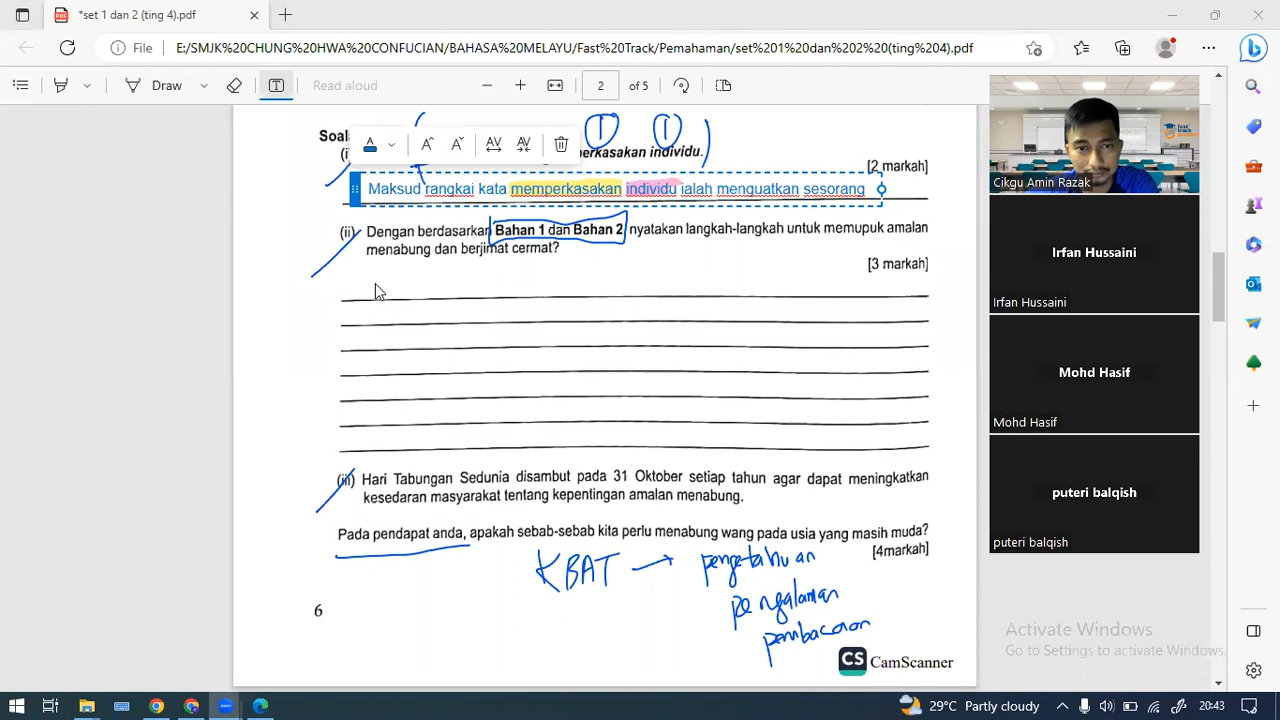 *set 1 dan 2 (ting 4).pdf
File
E:/SMJK%20CHUNG%20HWA%20CONFUCIAN/BAHASA%20MELAYU/Fast%20Track/Pemahaman/set%201%20dan%202%20(ting%204).pdf
Draw
Read aloud
2
of 5
Soal
(i
1 1
erkasakan individu.
[2 markah]
Maksud rangkai kata memperkasakan individu ialah menguatkan sesorang
(ii) Dengan berdasarkan Bahan 1 dan Bahan 2 nyatakan langkah-langkah untuk memupuk amalan
menabung dan berjimat cermat?
[3 markah]
(iii) Hari Tabungan Sedunia disambut pada 31 Oktober setiap tahun agar dapat meningkatkan
kesedaran masyarakat tentang kepentingan amalan menabung.
Pada pendapat anda, apakah sebab-sebab kita perlu menabung wang pada usia yang masih muda?
[4markah]
KBAT → pengetahuan
pengalaman
pembacaan
6
CS CamScanner
Cikgu Amin Razak
Irfan Hussaini
Irfan Hussaini
Mohd Hasif
Mohd Hasif
puteri balqish
puteri balqish
Activate Windows
Go to Settings to activate Windows.
29°C Partly cloudy
20:43